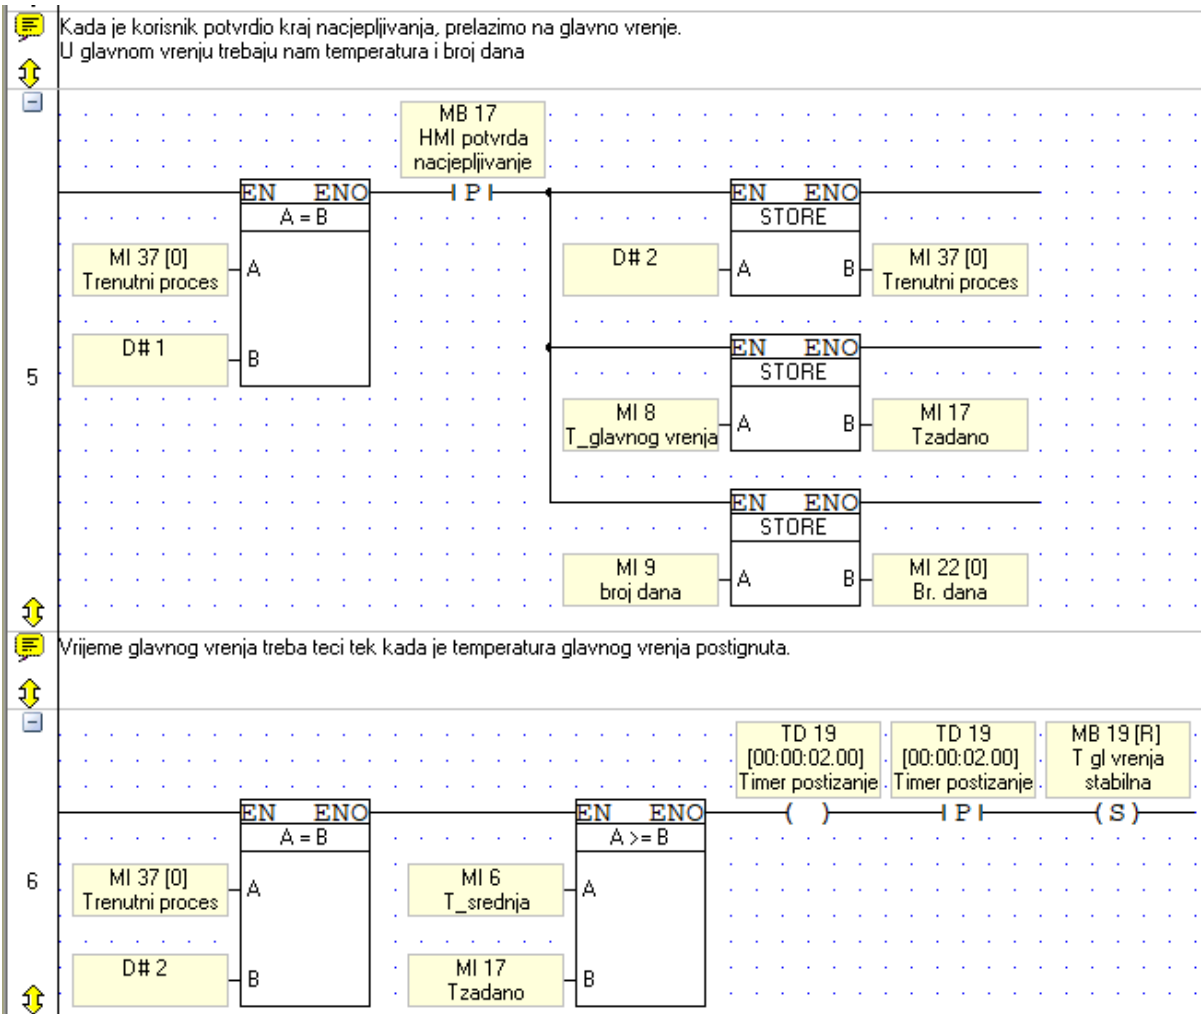 Kada je korisnik potvrdio kraj nacjepljivanja, prelazimo na glavno vrenje.
U glavnom vrenju trebaju nam temperatura i broj dana
5
MB 17
HMI potvrda
nacjepljivanje
P
EN ENO
A = B
MI 37 [0]
Trenutni proces
A
D# 1
B
EN ENO
STORE
D# 2
A
B
MI 37 [0]
Trenutni proces
EN ENO
STORE
MI 8
T_glavnog vrenja
A
B
MI 17
Tzadano
EN ENO
STORE
MI 9
broj dana
A
B
MI 22 [0]
Br. dana
Vrijeme glavnog vrenja treba teci tek kada je temperatura glavnog vrenja postignuta.
6
TD 19
[00:00:02.00]
Timer postizanje
TD 19
[00:00:02.00]
Timer postizanje
MB 19 [R]
T gl vrenja
stabilna
P
S
EN ENO
A = B
MI 37 [0]
Trenutni proces
A
D# 2
B
EN ENO
A >= B
MI 6
T_srednja
A
MI 17
Tzadano
B